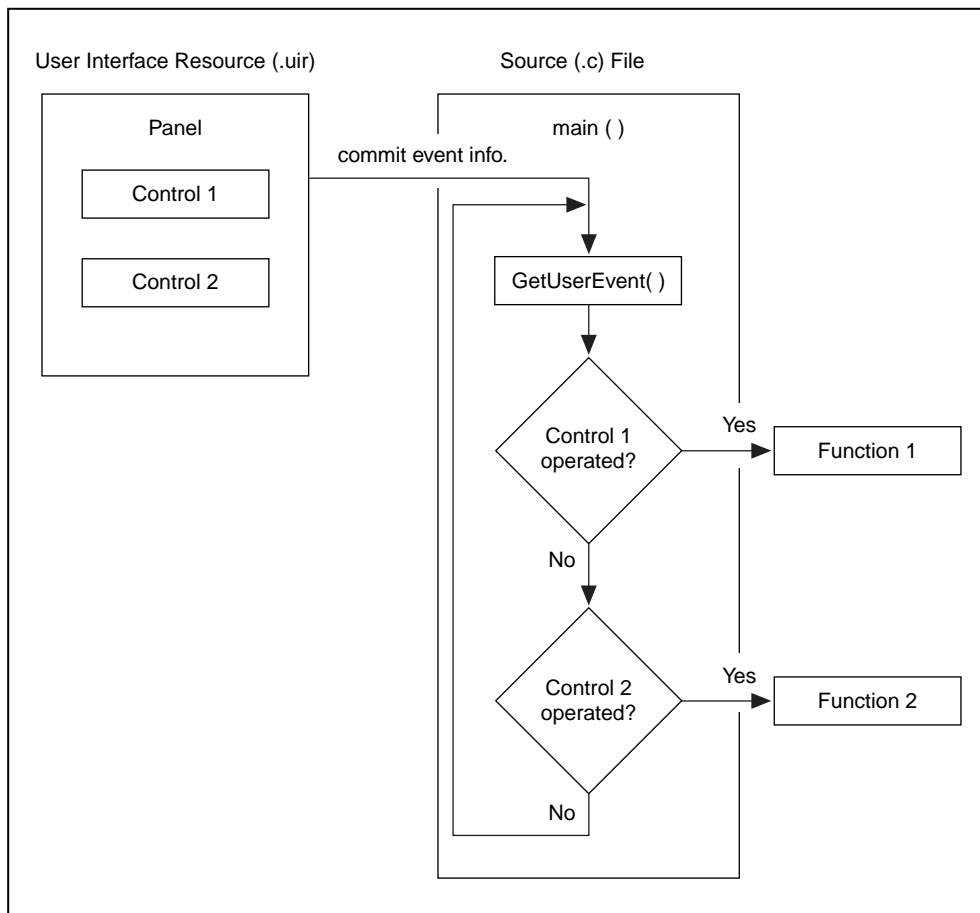 User Interface Resource (.uir)
Source (.c) File
Panel
main ( )
commit event info.
Control 1
Control 2
GetUserEvent( )
Control 1
operated?
Yes
Function 1
No
Control 2
operated?
Yes
Function 2
No